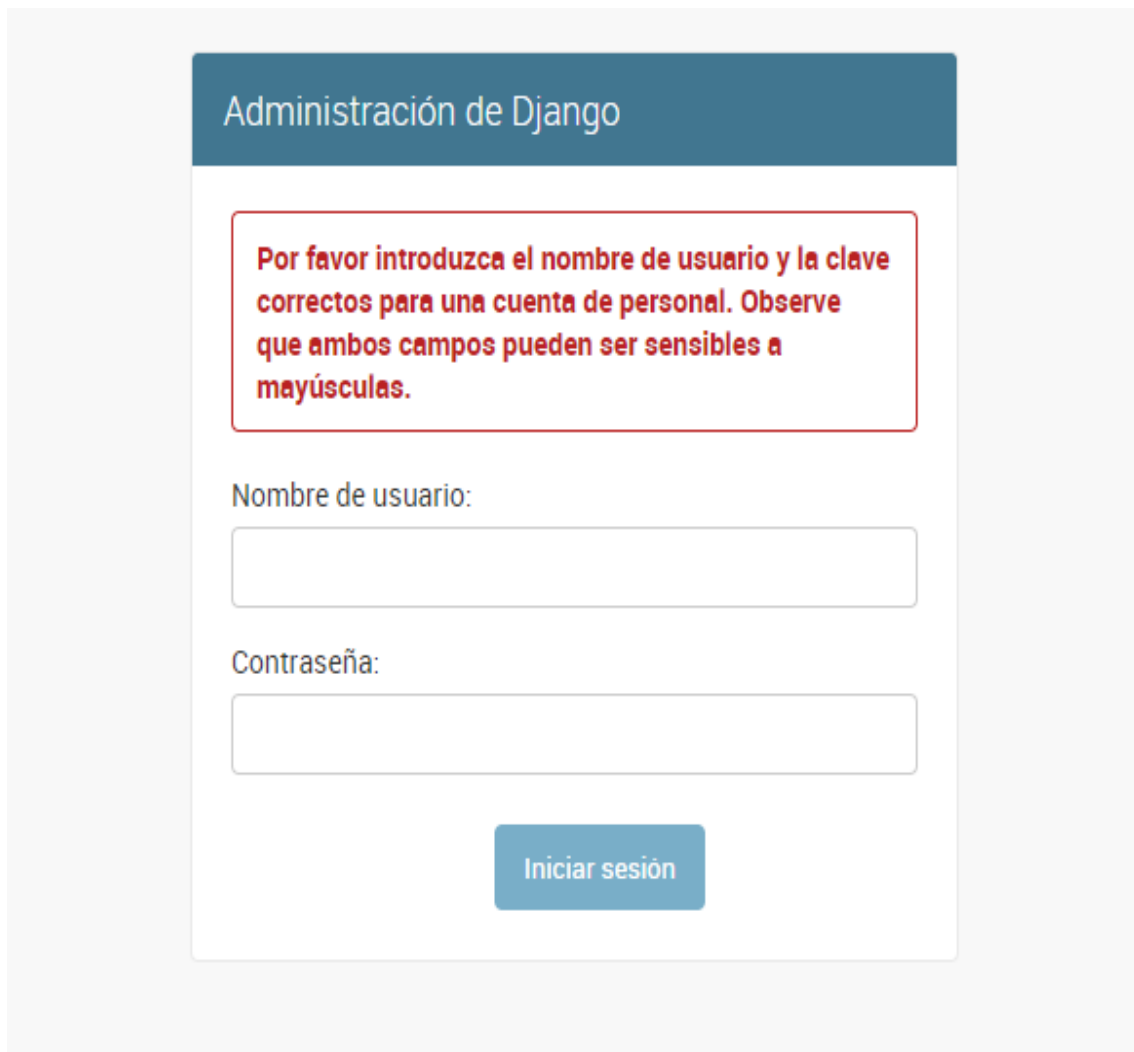 Administración de Django
Por favor introduzca el nombre de usuario y la clave
correctos para una cuenta de personal. Observe
que ambos campos pueden ser sensibles a
mayúsculas.
Nombre de usuario:
Contraseña:
Iniciar sesión